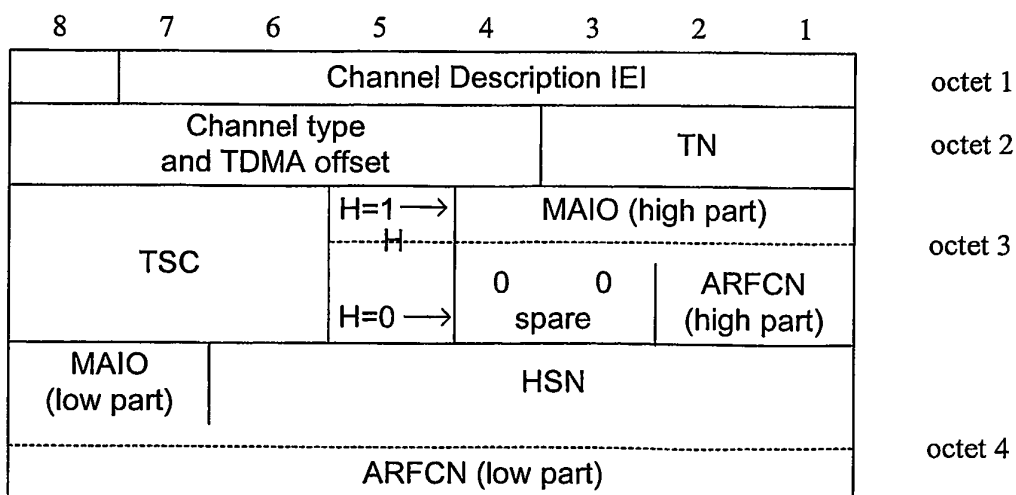 8 7 6 5 4 3 2 1
Channel Description IEI octet 1
Channel type
and TDMA offset TN octet 2
H=1 → MAIO (high part)
H
TSC octet 3
0 0 ARFCN
H=0 → spare (high part)
MAIO
(low part) HSN
octet 4
ARFCN (low part)